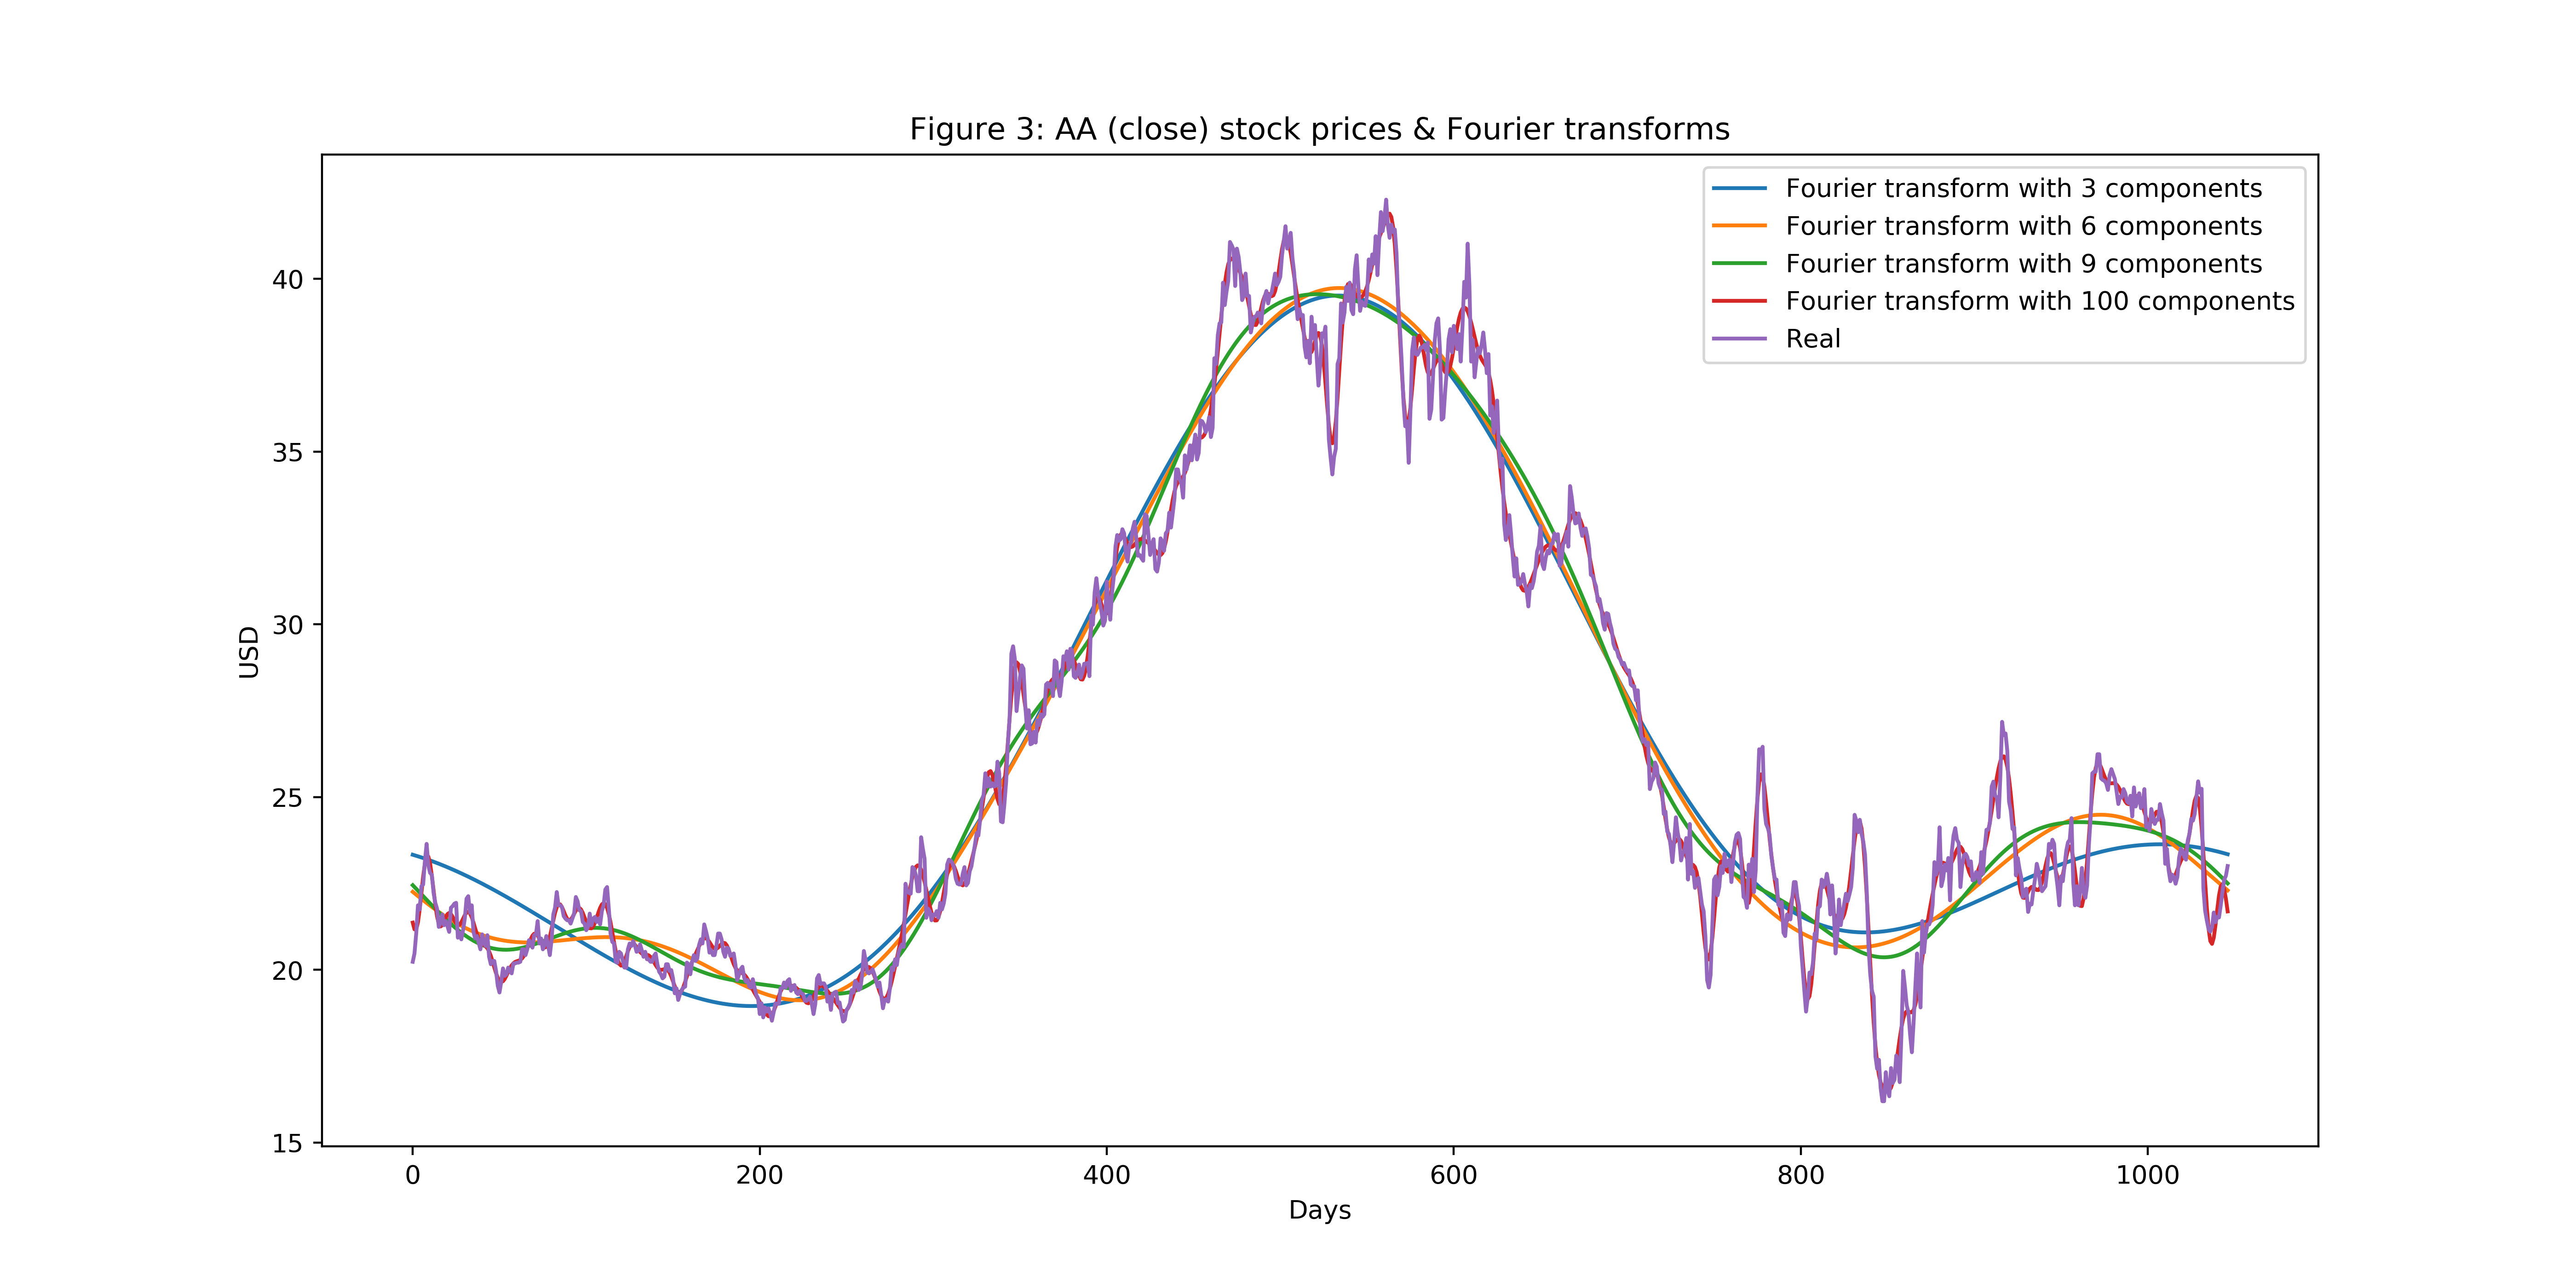 Figure 3: AA (close) stock prices & Fourier transforms
Fourier transform with 3 components
Fourier transform with 6 components
Fourier transform with 9 components
Fourier transform with 100 components
Real
40
35
30
25
20
15
USD
0 200 400 600 800 1000
Days